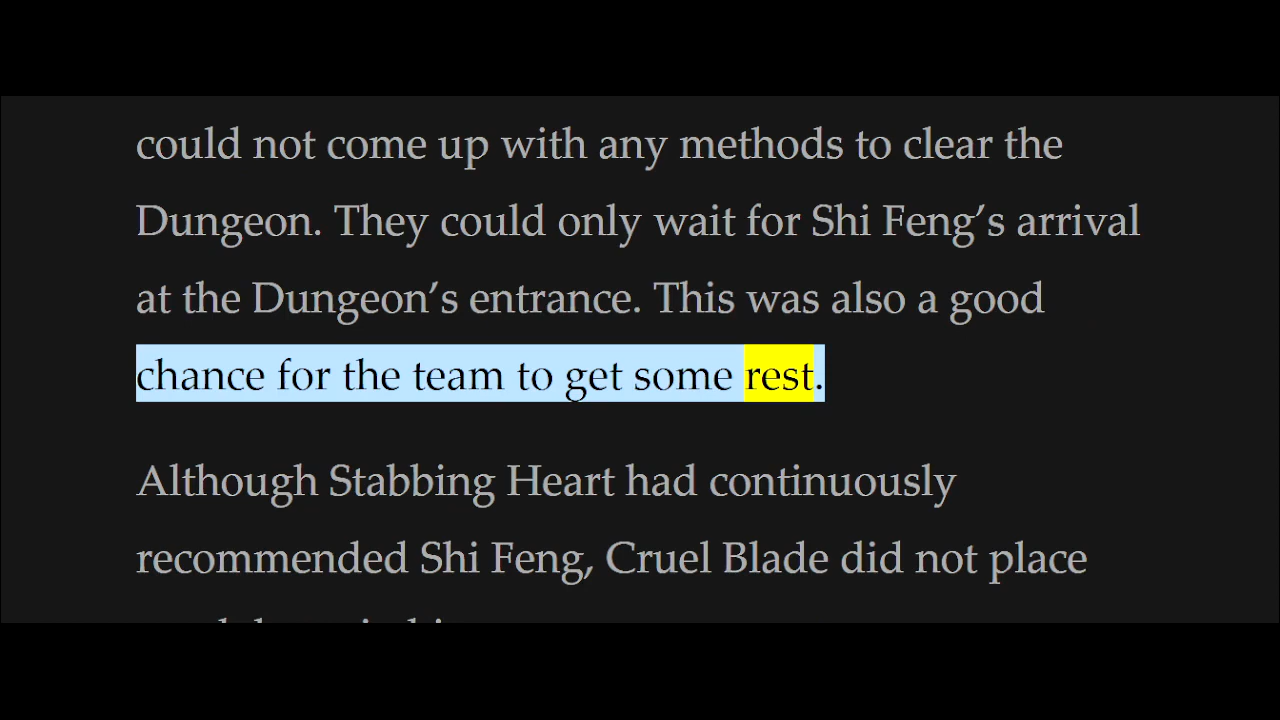 could not come up with any methods to clear the
Dungeon. They could only wait for Shi Feng’s arrival
at the Dungeon’s entrance. This was also a good
chance for the team to get some rest.
Although Stabbing Heart had continuously
recommended Shi Feng, Cruel Blade did not place